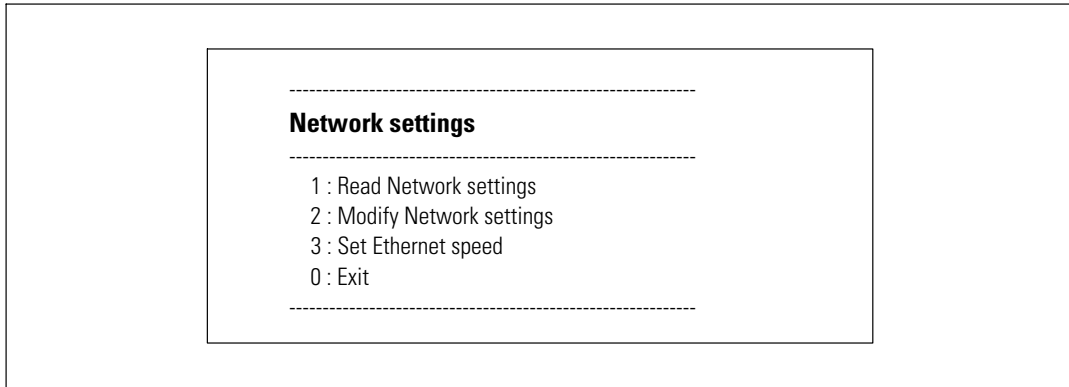 ------------------------------------------------------------
Network settings
------------------------------------------------------------
1 : Read Network settings
2 : Modify Network settings
3 : Set Ethernet speed
0 : Exit
------------------------------------------------------------